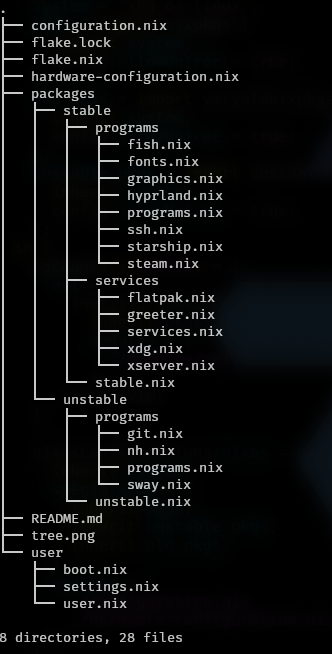 .
├── configuration.nix
├── flake.lock
├── flake.nix
├── hardware-configuration.nix
├── packages
│   ├── stable
│   │   ├── programs
│   │   │   ├── fish.nix
│   │   │   ├── fonts.nix
│   │   │   ├── graphics.nix
│   │   │   ├── hyprland.nix
│   │   │   ├── programs.nix
│   │   │   ├── ssh.nix
│   │   │   ├── starship.nix
│   │   │   └── steam.nix
│   │   ├── services
│   │   │   ├── flatpak.nix
│   │   │   ├── greeter.nix
│   │   │   ├── services.nix
│   │   │   ├── xdg.nix
│   │   │   └── xserver.nix
│   │   └── stable.nix
│   └── unstable
│       ├── programs
│       │   ├── git.nix
│       │   ├── nh.nix
│       │   ├── programs.nix
│       │   └── sway.nix
│       └── unstable.nix
├── README.md
├── tree.png
└── user
    ├── boot.nix
    ├── settings.nix
    └── user.nix
8 directories, 28 files